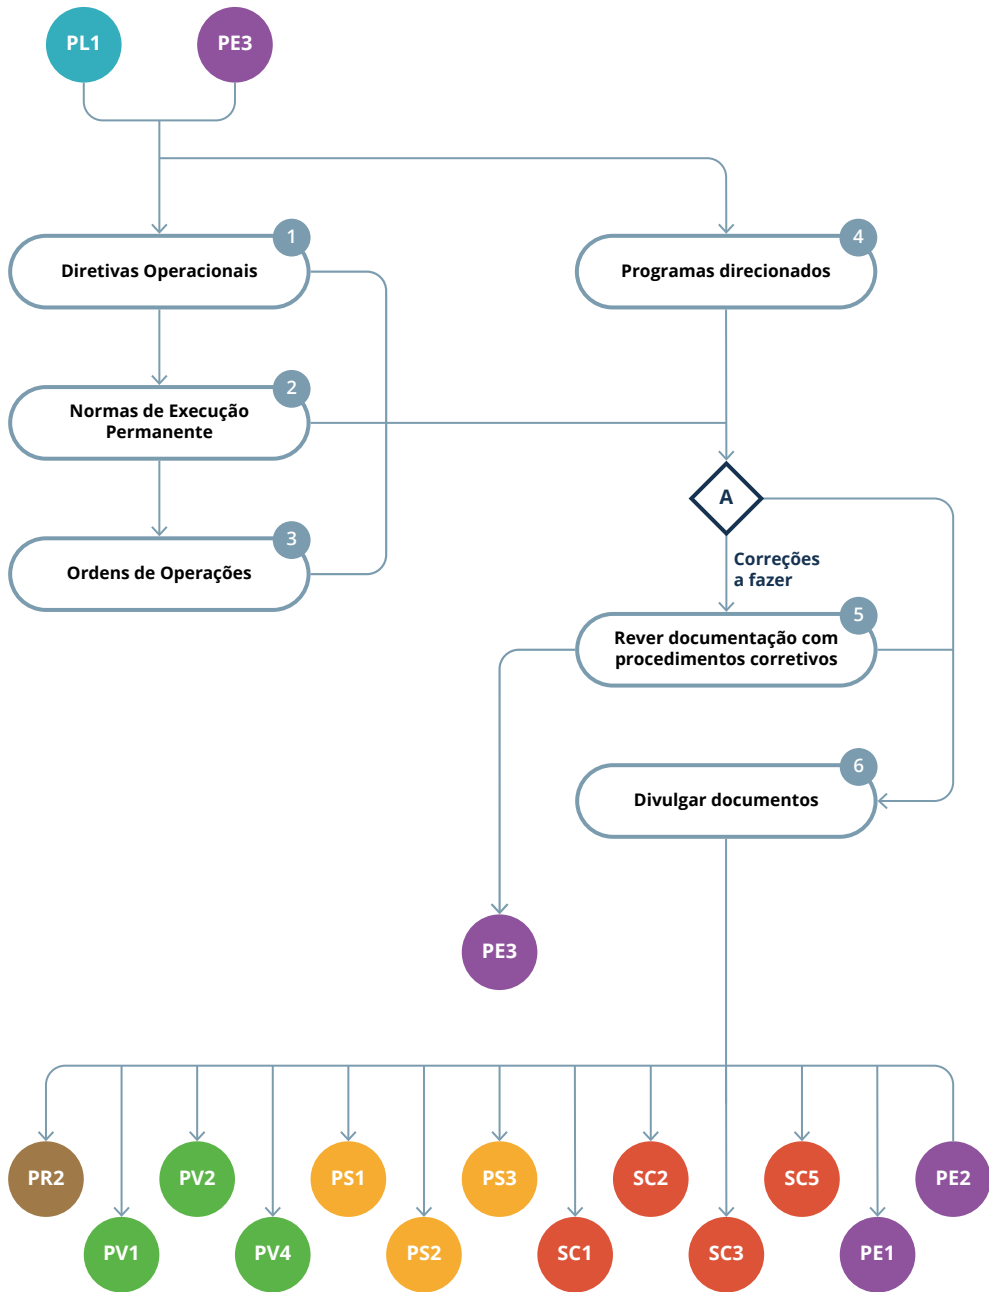 PL1
PE3
1
Diretivas Operacionais
4
Programas direcionados
2
Normas de Execução
Permanente
A
3
Ordens de Operações
Correções
a fazer
5
Rever documentação com
procedimentos corretivos
6
Divulgar documentos
PE3
PR2
PV2
PS1
PS3
SC2
SC5
PE2
PV1
PV4
PS2
SC1
SC3
PE1